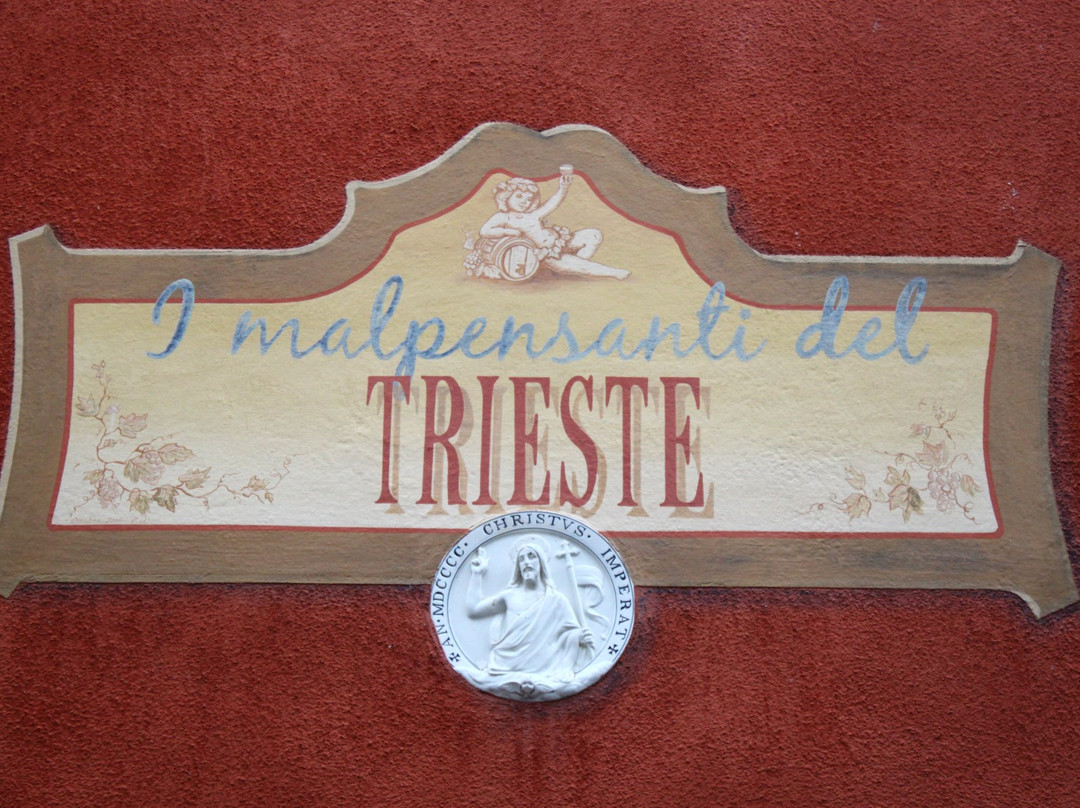 I malpensanti del
TRIESTE
✠ AN·MDCCCC· CHRISTVS· IMPERAT ✠